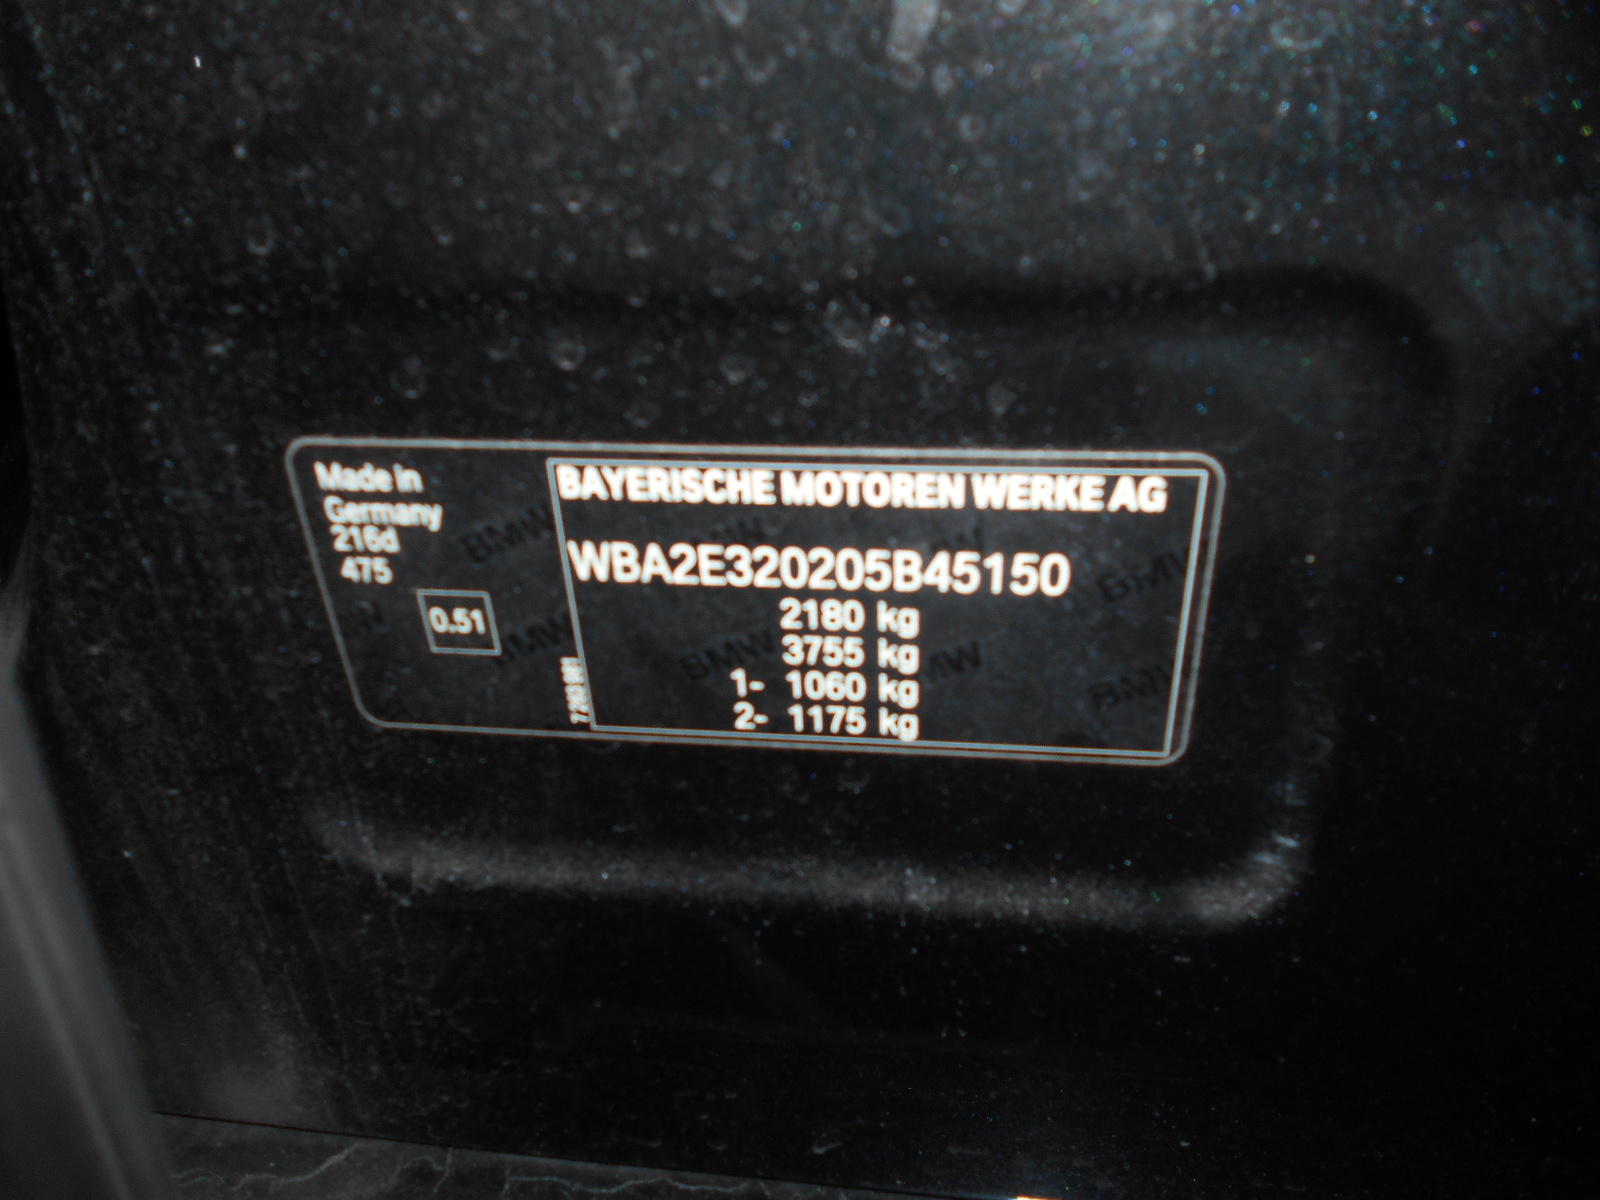 Made in
Germany
216d
475
0.51
BAYERISCHE MOTOREN WERKE AG
WBA2E320205B45150
2180 kg
3755 kg
1- 1060 kg
2- 1175 kg